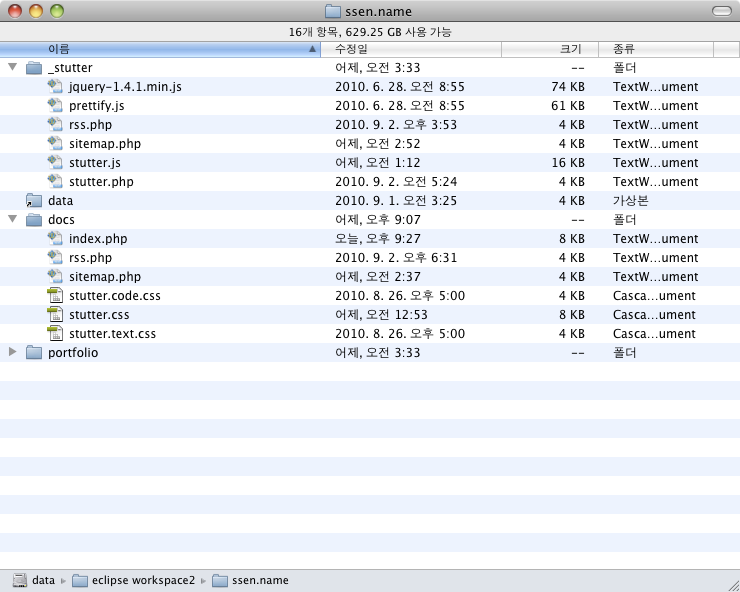 ssen.name
16개 항목, 629.25 GB 사용 가능
이름 수정일 크기 종류
_stutter 어제, 오전 3:33 -- 폴더
jquery-1.4.1.min.js 2010. 6. 28. 오전 8:55 74 KB TextW...ument
prettify.js 2010. 6. 28. 오전 8:55 61 KB TextW...ument
rss.php 2010. 9. 2. 오후 3:53 4 KB TextW...ument
sitemap.php 어제, 오전 2:52 4 KB TextW...ument
stutter.js 어제, 오전 1:12 16 KB TextW...ument
stutter.php 2010. 9. 2. 오전 5:24 4 KB TextW...ument
data 2010. 9. 1. 오전 3:25 4 KB 가상본
docs 어제, 오후 9:07 -- 폴더
index.php 오늘, 오후 9:27 8 KB TextW...ument
rss.php 2010. 9. 2. 오후 6:31 4 KB TextW...ument
sitemap.php 어제, 오전 2:37 4 KB TextW...ument
stutter.code.css 2010. 8. 26. 오후 5:00 4 KB Casca...ument
stutter.css 어제, 오전 12:53 8 KB Casca...ument
stutter.text.css 2010. 8. 26. 오후 5:00 4 KB Casca...ument
portfolio 어제, 오전 3:33 -- 폴더
data ▸ eclipse workspace2 ▸ ssen.name